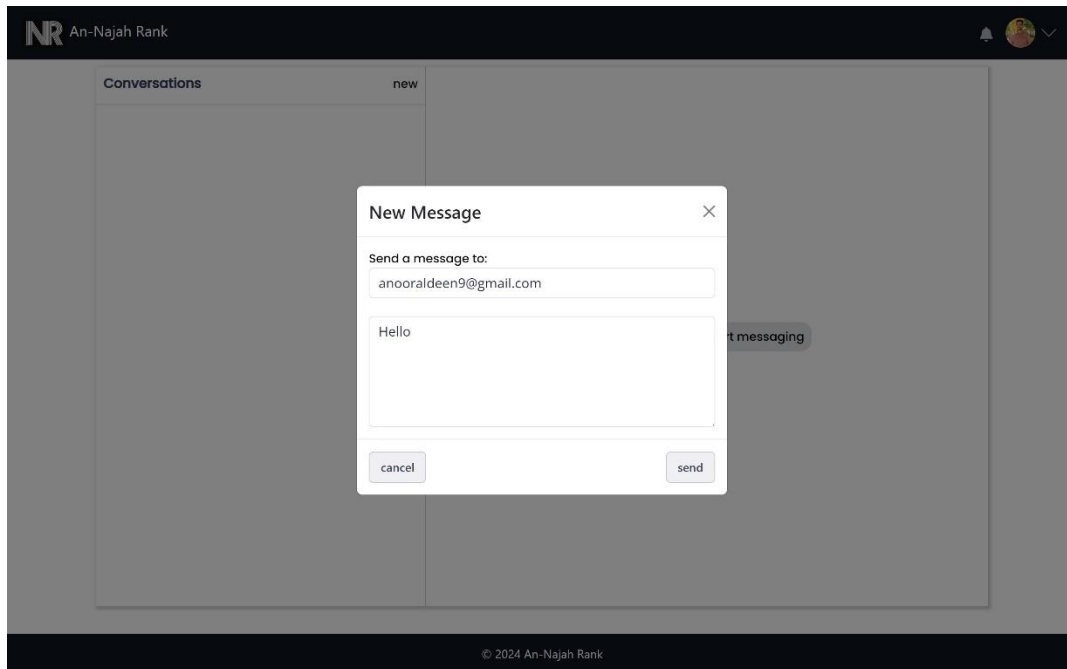 NR An-Najah Rank
Conversations new
New Message
Send a message to:
anooraldeen9@gmail.com
Hello
messaging
cancel send
© 2024 An-Najah Rank